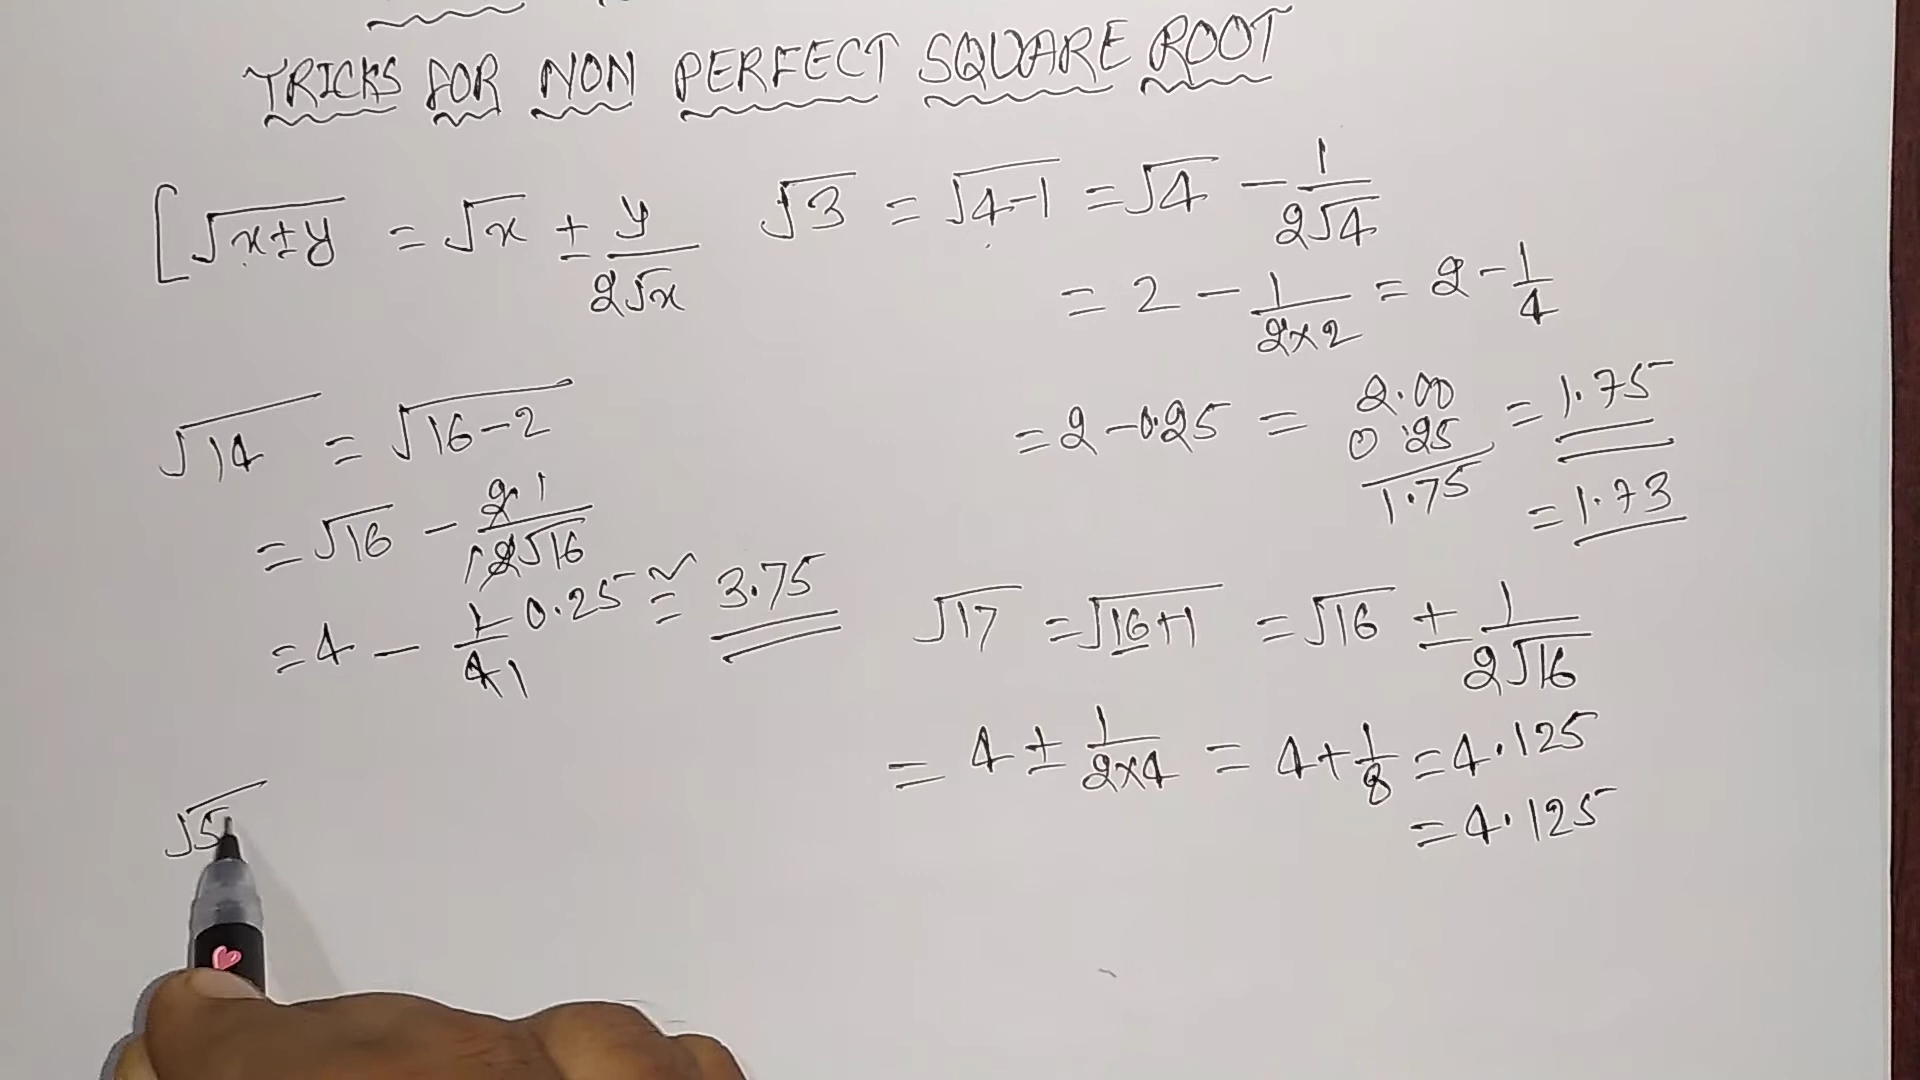 TRICKS FOR NON PERFECT SQUARE ROOT
[√x±y = √x ± y/2√x
√3 = √4-1 = √4 - 1/2√4
= 2 - 1/2×2 = 2 - 1/4
= 2 - 0.25 = 2.00 0.25 1.75 = 1.75
= 1.73
√14 = √16-2
= √16 - 2 1/1 2√16
= 4 - 1/4 1 0.25 ≅ 3.75
√17 = √16+1 = √16 ± 1/2√16
= 4 ± 1/2×4 = 4 + 1/8 = 4.125
= 4.125
√5